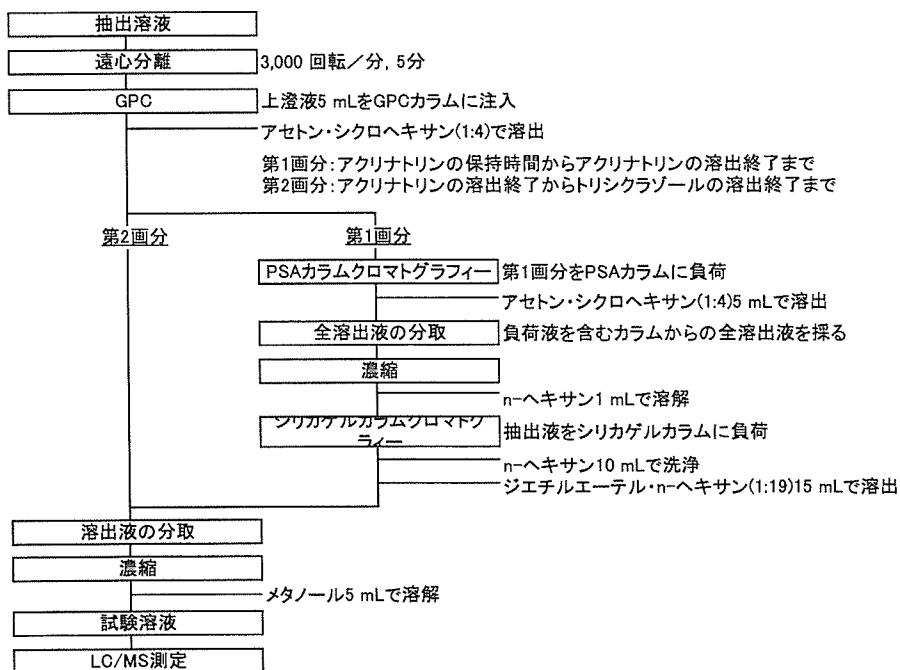 抽出溶液
遠心分離
3,000 回転／分, 5分
GPC
上澄液5 mLをGPCカラムに注入
アセトン・シクロヘキサン(1:4)で溶出
第1画分:アクリナトリンの保持時間からアクリナトリンの溶出終了まで
第2画分:アクリナトリンの溶出終了からトリシクラゾールの溶出終了まで
第2画分
第1画分
PSAカラムクロマトグラフィー
第1画分をPSAカラムに負荷
アセトン・シクロヘキサン(1:4)5 mLで溶出
全溶出液の分取
負荷液を含むカラムからの全溶出液を採る
濃縮
n-ヘキサン1 mLで溶解
シリカゲルカラムクロマトグ
ラィー
抽出液をシリカゲルカラムに負荷
n-ヘキサン10 mLで洗浄
ジエチルエーテル・n-ヘキサン(1:19)15 mLで溶出
溶出液の分取
濃縮
メタノール5 mLで溶解
試験溶液
LC/MS測定